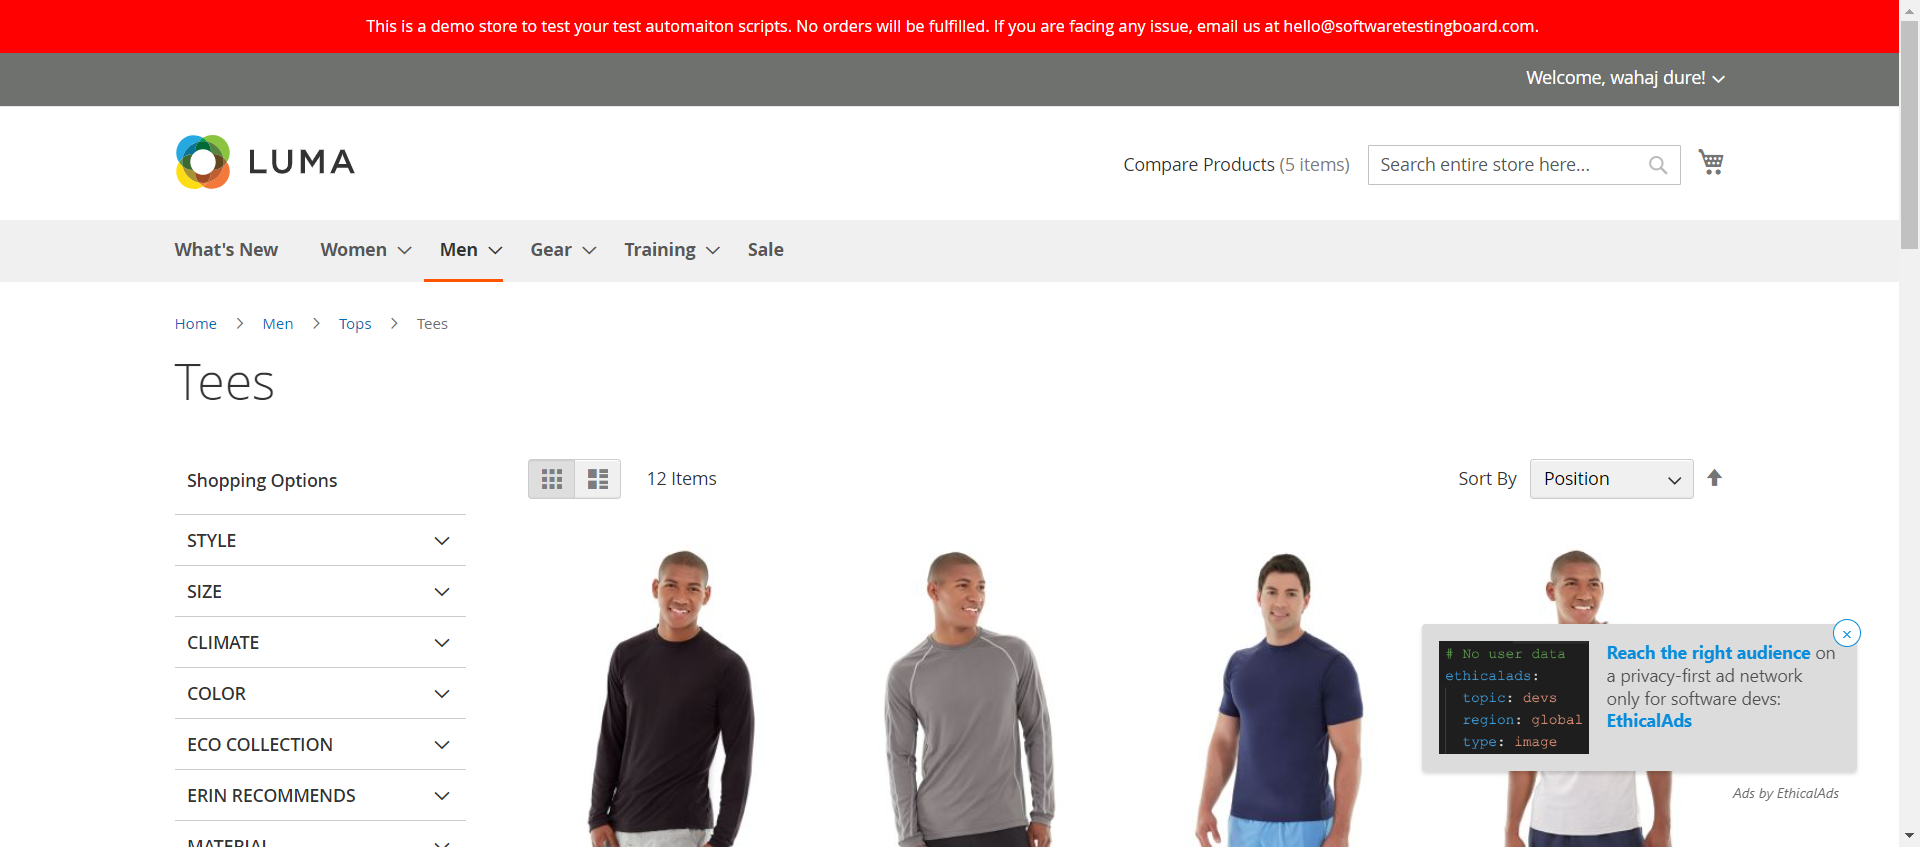 This is a demo store to test your test automaiton scripts. No orders will be fulfilled. If you are facing any issue, email us at hello@softwaretestingboard.com.
Welcome, wahaj dure!
LUMA
Compare Products (5 items)
Search entire store here...
What's New
Women
Men
Gear
Training
Sale
Home
Men
Tops
Tees
Tees
Shopping Options
12 Items
Sort By
Position
STYLE
SIZE
CLIMATE
COLOR
ECO COLLECTION
ERIN RECOMMENDS
MATERIAL
# No user data
ethicalads:
topic: devs
region: global
type: image
Reach the right audience on
a privacy-first ad network
only for software devs:
EthicalAds
Ads by EthicalAds